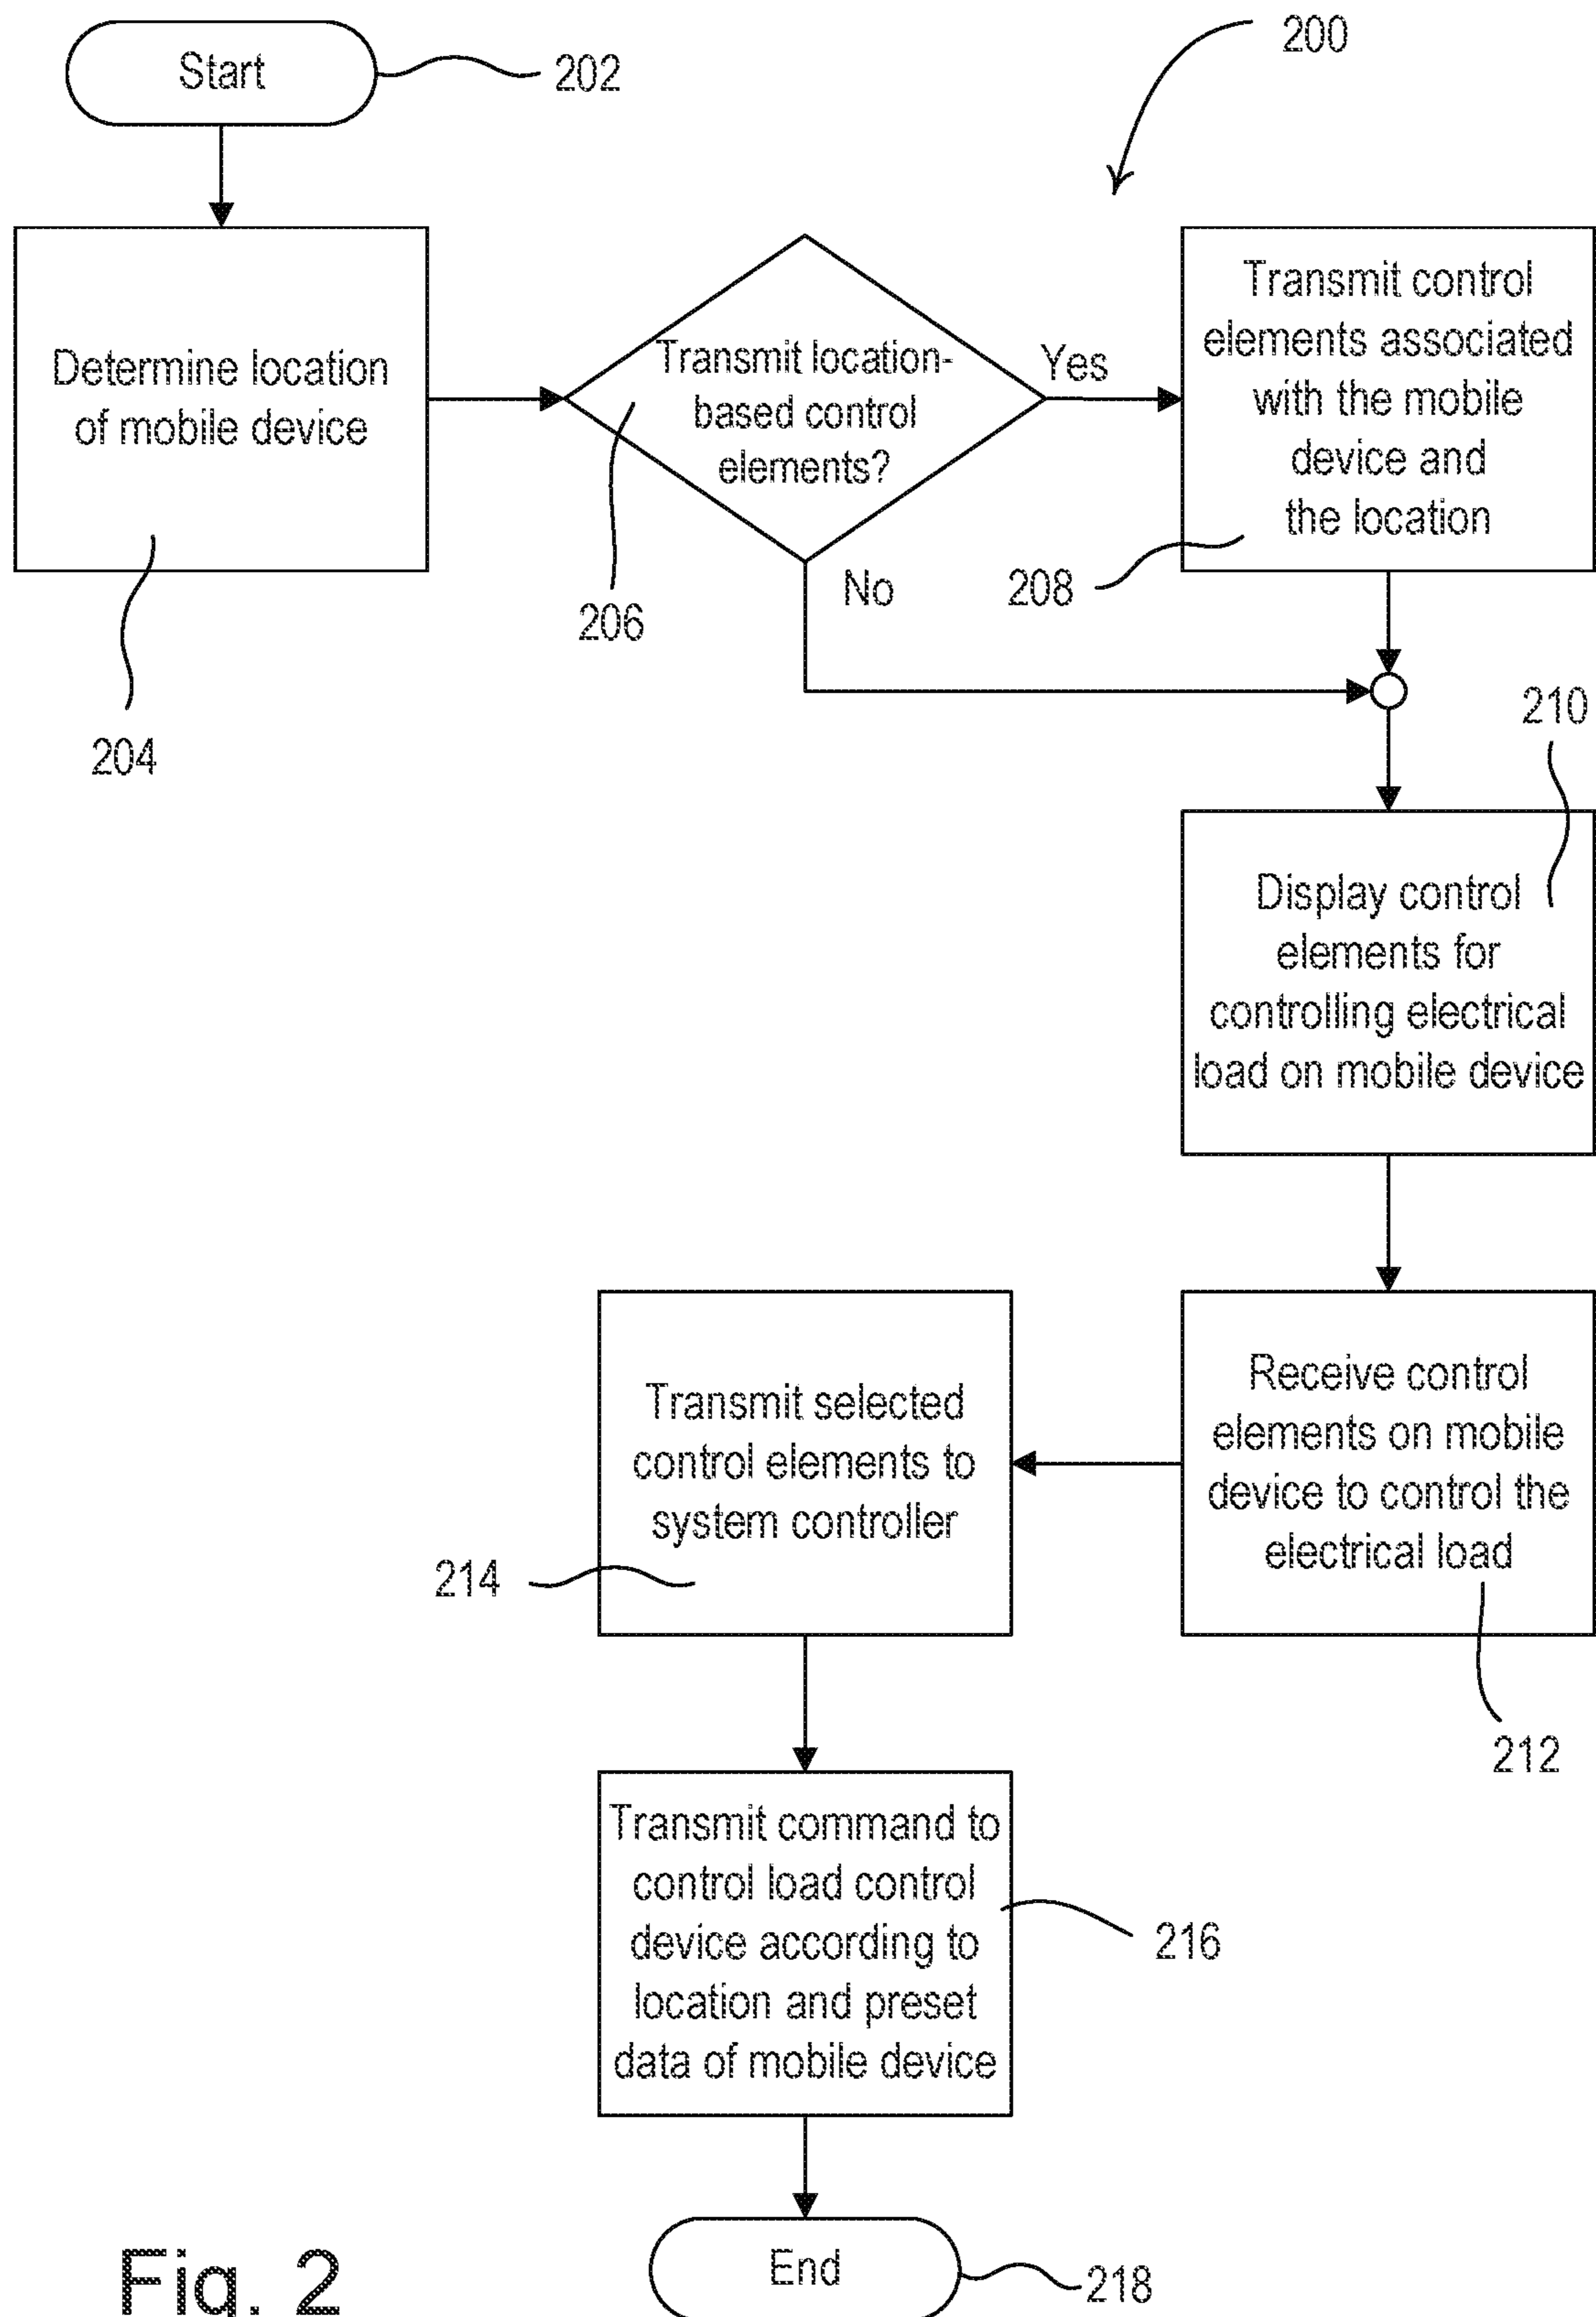 200
Start
202
Determine location
of mobile device
204
Transmit location-
based control
elements?
206
Yes
No
Transmit control
elements associated
with the mobile
device and
the location
208
210
Display control
elements for
controlling electrical
load on mobile device
Receive control
elements on mobile
device to control the
electrical load
212
Transmit selected
control elements to
system controller
214
Transmit command to
control load control
device according to
location and preset
data of mobile device
216
End
218
Fig. 2